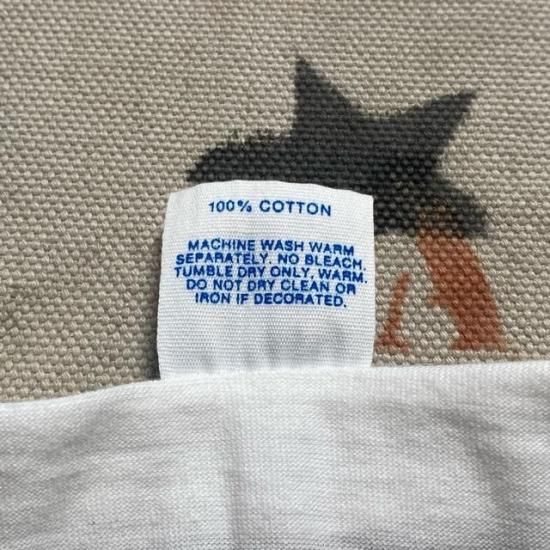 100% COTTON
MACHINE WASH WARM
SEPARATELY. NO BLEACH.
TUMBLE DRY ONLY, WARM.
DO NOT DRY CLEAN OR
IRON IF DECORATED.